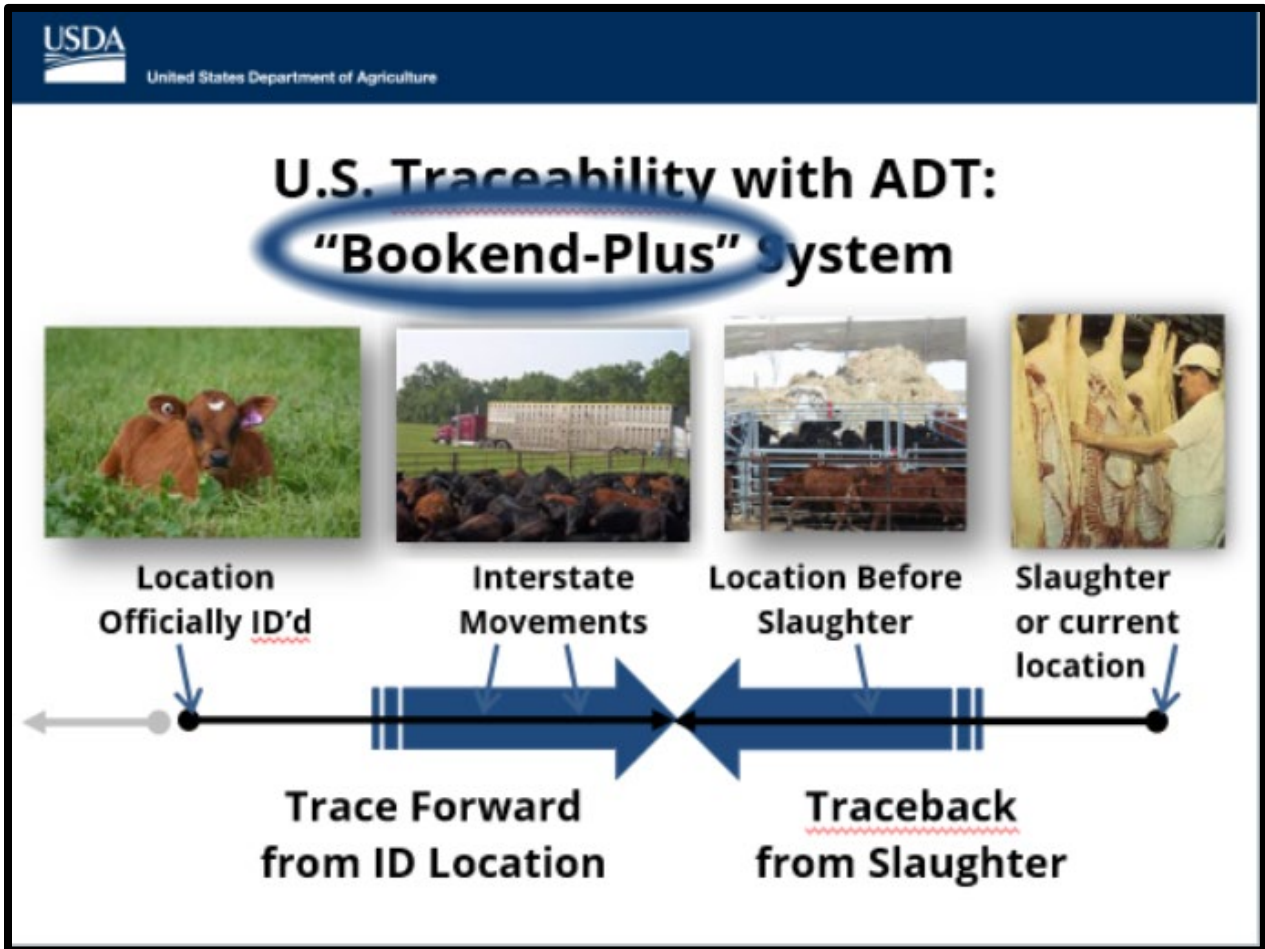 USDA
United States Department of Agriculture
U.S. Traceability with ADT:
“Bookend-Plus” System
Location
Officially ID’d
Interstate
Movements
Location Before
Slaughter
Slaughter
or current
location
Trace Forward
from ID Location
Traceback
from Slaughter